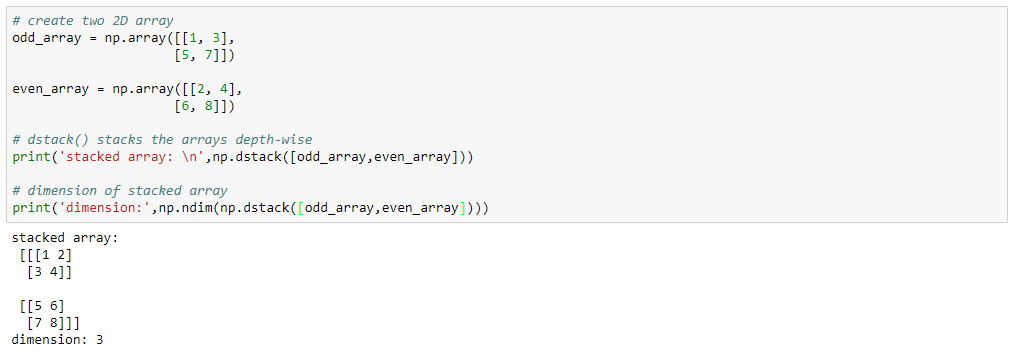 # create two 2D array
odd_array = np.array([[1, 3],
                     [5, 7]])

even_array = np.array([[2, 4],
                     [6, 8]])

# dstack() stacks the arrays depth-wise
print('stacked array: \n',np.dstack([odd_array,even_array]))

# dimension of stacked array
print('dimension:',np.ndim(np.dstack([odd_array,even_array])))
stacked array: 
 [[[1 2]
  [3 4]]

 [[5 6]
  [7 8]]]
dimension: 3